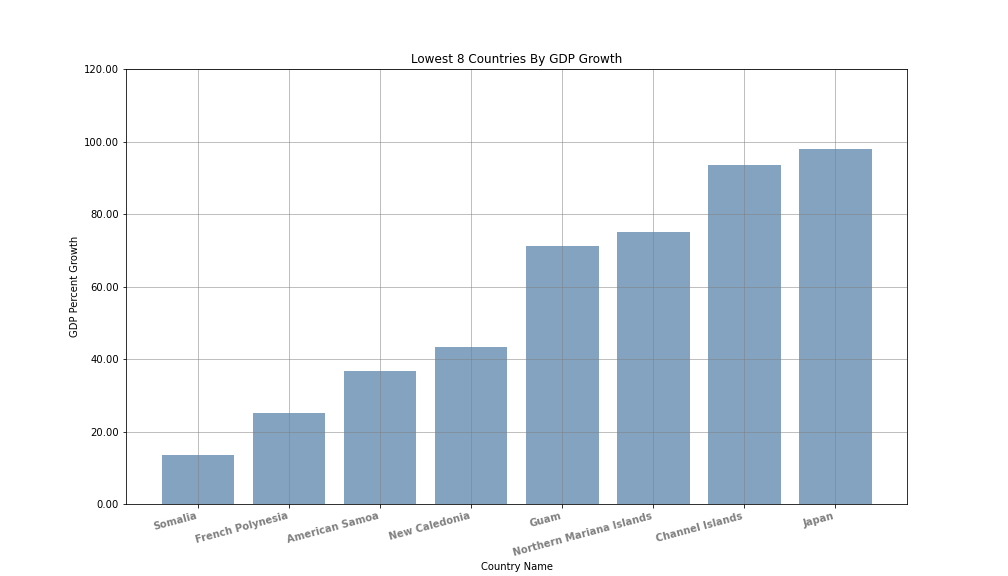 Lowest 8 Countries By GDP Growth
120.00
100.00
80.00
60.00
40.00
20.00
0.00
GDP Percent Growth
Somalia
French Polynesia
American Samoa
New Caledonia
Guam
Northern Mariana Islands
Channel Islands
Japan
Country Name